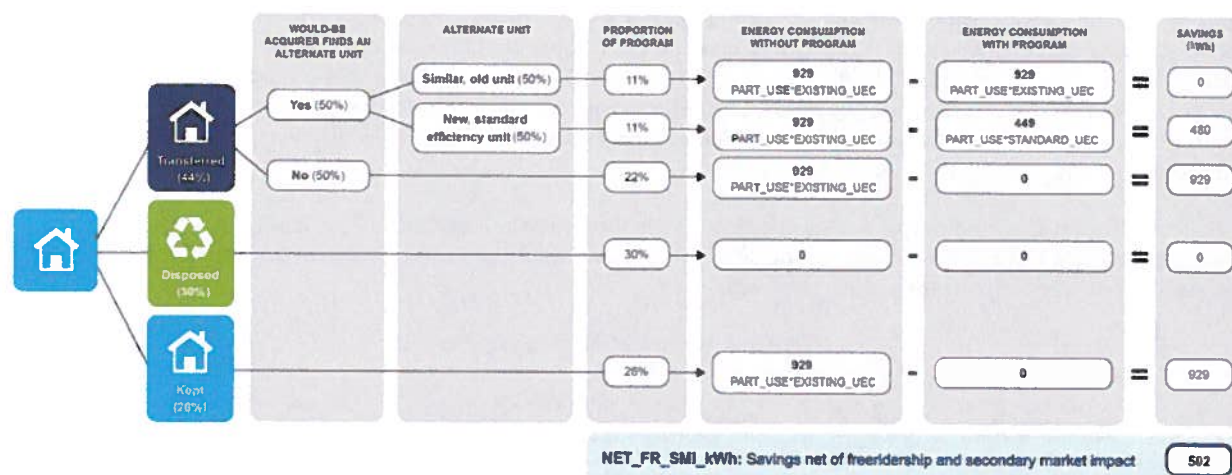 WOULD-BE
ACQUIRER FINDS AN
ALTERNATE UNIT
ALTERNATE UNIT
PROPORTION
OF PROGRAM
ENERGY CONSUMPTION
WITHOUT PROGRAM
ENERGY CONSUMPTION
WITH PROGRAM
SAVINGS
(kWh)
Transferred
(44%)
Yes (50%)
Similar, old unit (50%)
11%
929
PART_USE*EXISTING_UEC
-
929
PART_USE*EXISTING_UEC
=
0
New, standard
efficiency unit (50%)
11%
929
PART_USE*EXISTING_UEC
-
449
PART_USE*STANDARD_UEC
=
480
No (50%)
22%
929
PART_USE*EXISTING_UEC
-
0
=
929
Disposed
(30%)
30%
0
-
0
=
0
Kept
(26%)
26%
929
PART_USE*EXISTING_UEC
-
0
=
929
NET_FR_SMI_kWh: Savings net of freeridership and secondary market impact
502